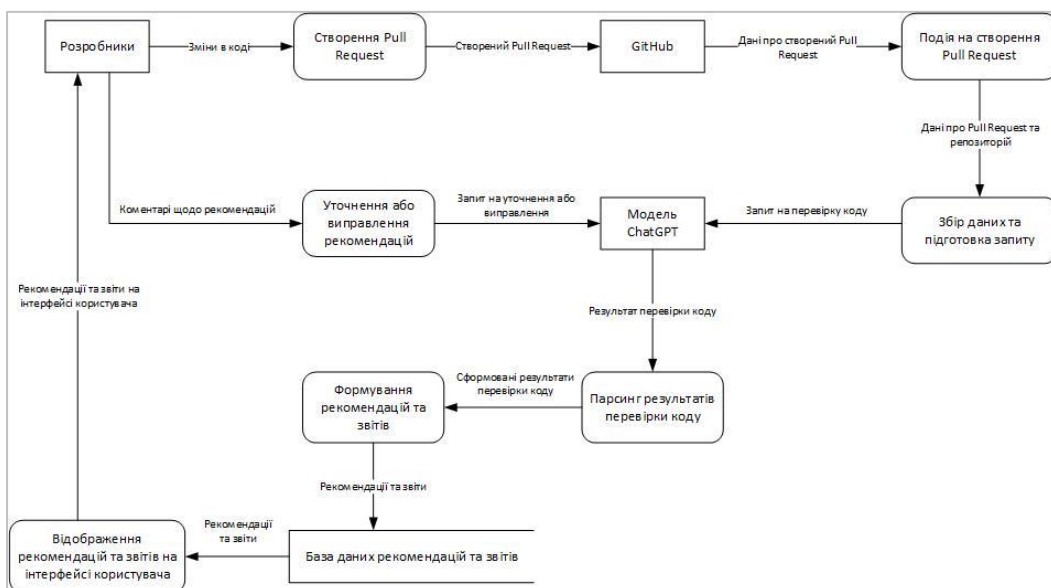 Розробники
Зміни в коді
Створення Pull
Request
Створений Pull Request
GitHub
Дані про створений Pull
Request
Подія на створення
Pull Request
Дані про Pull Request та
репозиторій
Коментарі щодо рекомендацій
Уточнення або
виправлення
рекомендацій
Запит на уточнення або
виправлення
Модель
ChatGPT
Запит на перевірку коду
Збір даних та
підготовка запиту
Рекомендації та звіти на
інтерфейсі користувача
Результат перевірки коду
Формування
рекомендацій та
звітів
Сформовані результати
перевірки коду
Парсинг результатів
перевірки коду
Рекомендації та звіти
Відображення
рекомендацій та звітів на
інтерфейсі користувача
Рекомендації
та звіти
База даних рекомендацій та звітів